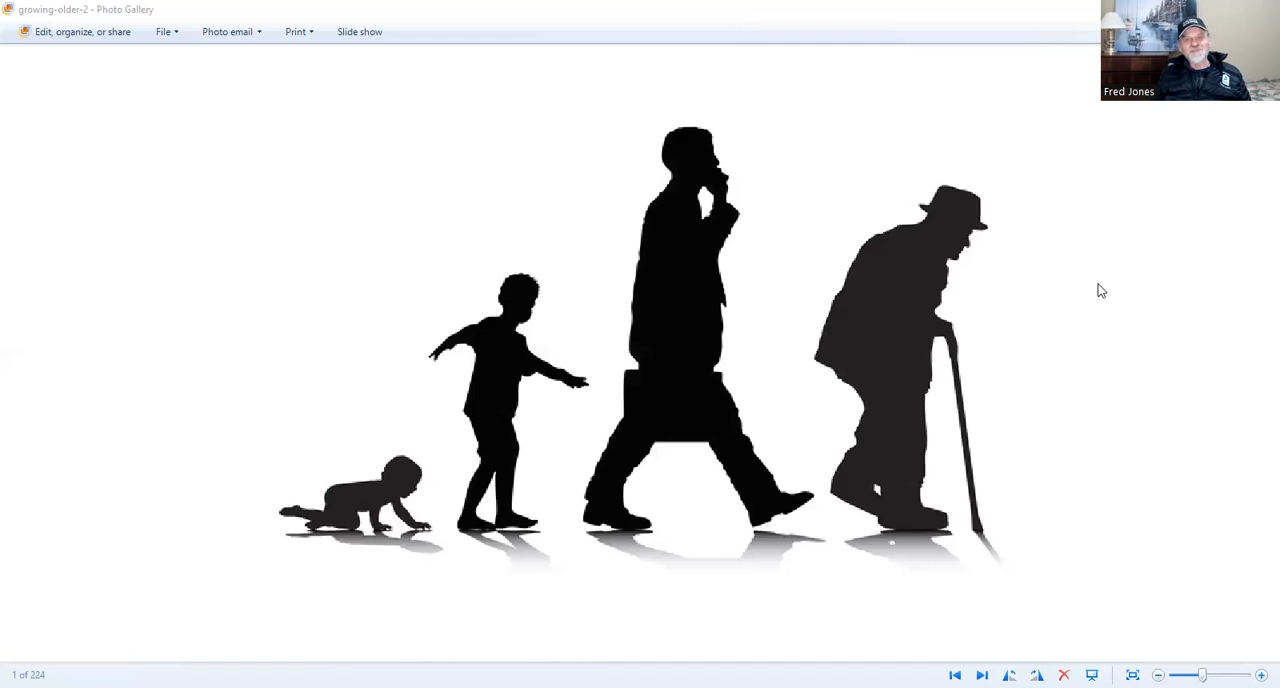 growing-older-2 - Photo Gallery
Edit, organize, or share File Photo email Print Slide show
Fred Jones
1 of 224